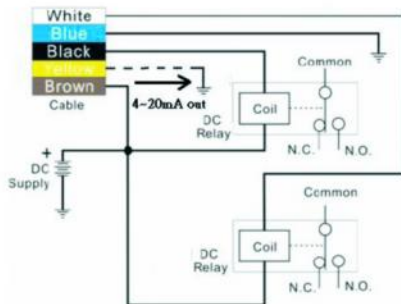 White
Blue
Black
Yellow
Brown
Cable
4~20mA out
+
DC
Supply
Common
Coil
DC
Relay
N.C.
N.O.
Common
Coil
DC
Relay
N.C.
N.O.